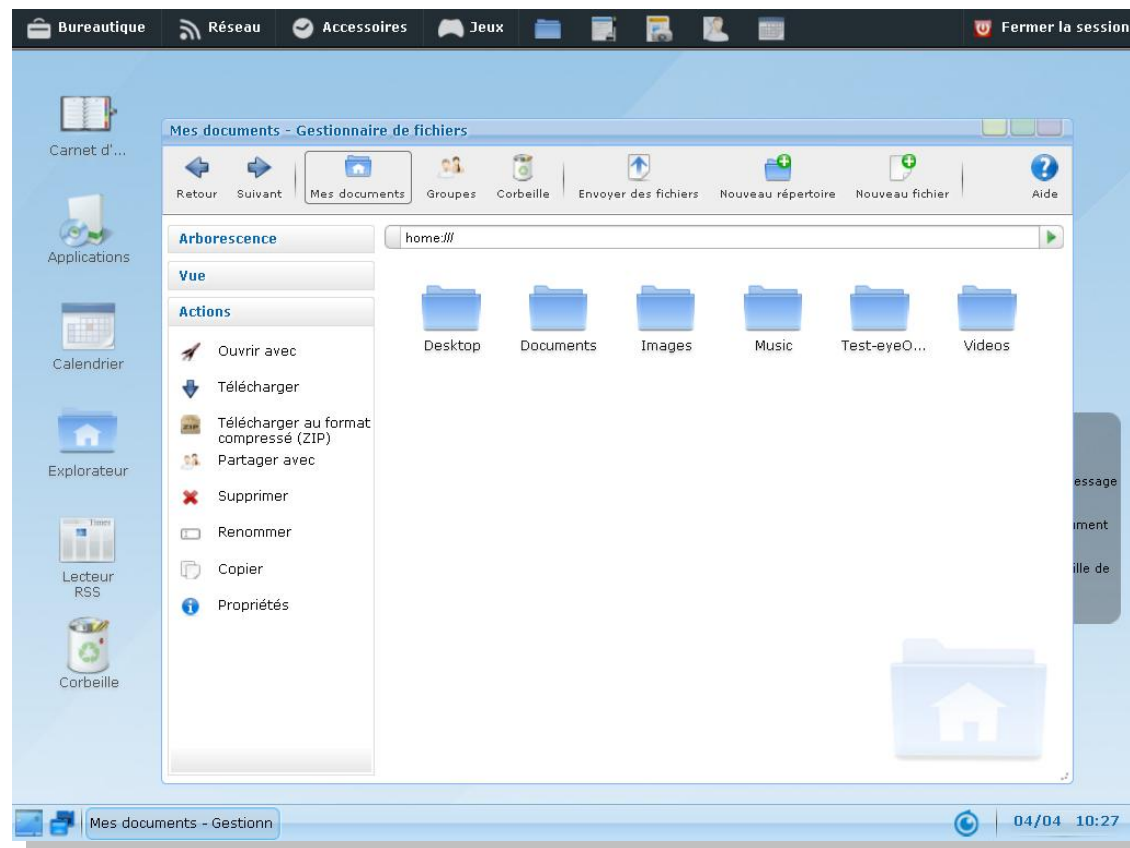 Bureautique Réseau Accessoires Jeux Fermer la session
Carnet d'...
Applications
Calendrier
Explorateur
Times
Lecteur
RSS
Corbeille
Mes documents - Gestionnaire de fichiers
Retour Suivant Mes documents Groupes Corbeille Envoyer des fichiers Nouveau répertoire Nouveau fichier Aide
Arborescence
home:///
Vue
Actions
Ouvrir avec
Télécharger
ZIP
Télécharger au format
compressé (ZIP)
Partager avec
Supprimer
Renommer
Copier
Propriétés
Desktop Documents Images Music Test-eyeO... Videos
essage
ument
ille de
Mes documents - Gestionn
04/04 10:27